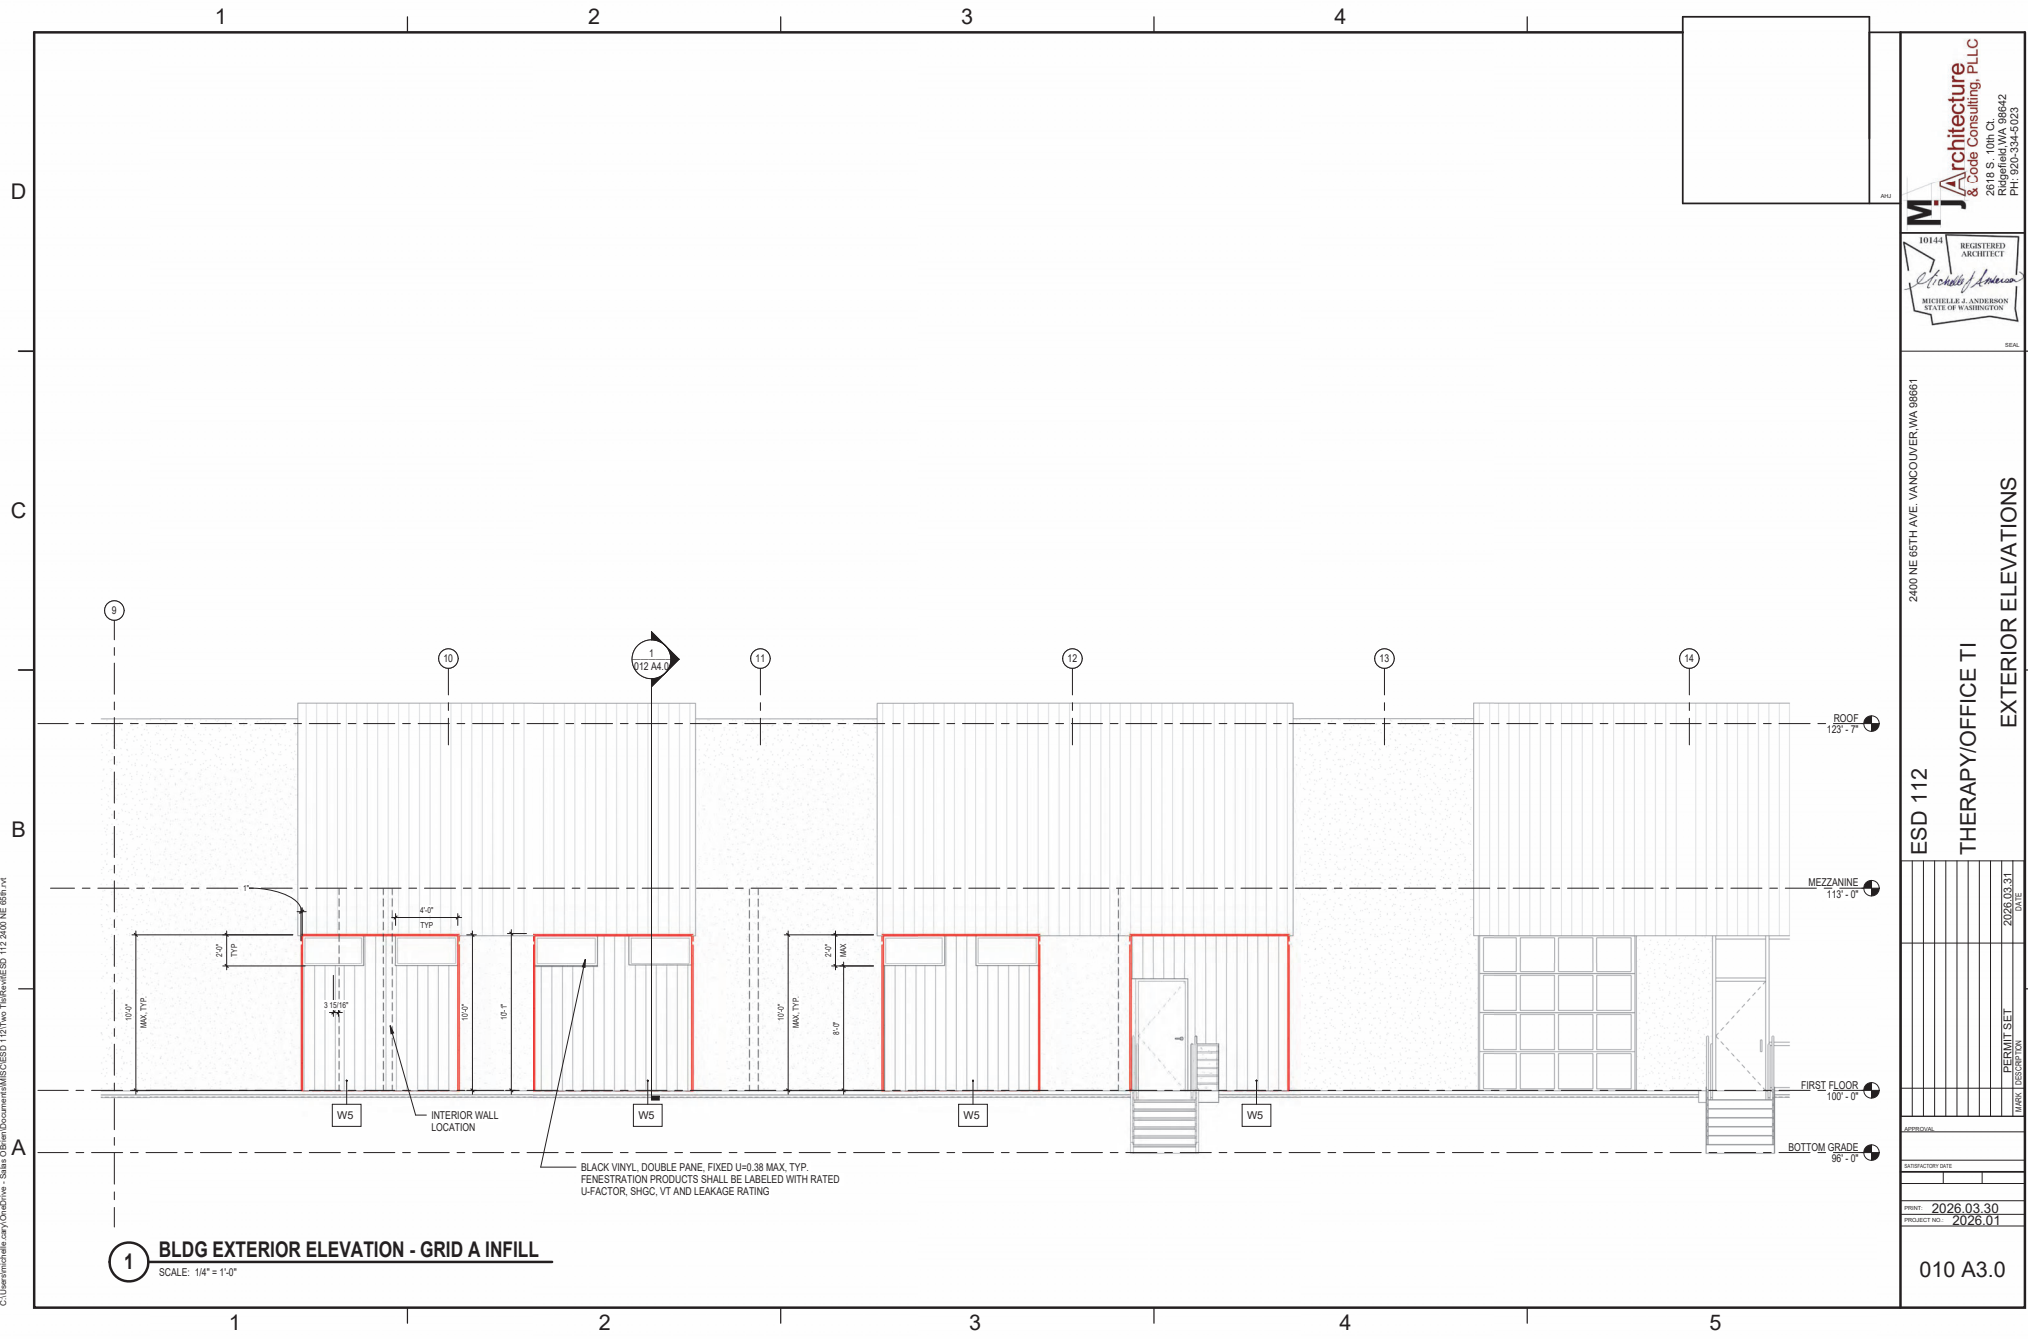 1
2
3
4
D
C
B
A
AHJ
MJ Architecture
& Code Consulting, PLLC
2618 S. 10th Ct.
Ridgefield,WA 98642
PH: 920-334-5023
10144
REGISTERED
ARCHITECT
MICHELLE J. ANDERSON
STATE OF WASHINGTON
SEAL
2400 NE 65TH AVE. VANCOUVER,WA 98661
ESD 112
THERAPY/OFFICE TI
EXTERIOR ELEVATIONS
9
10
1
012 A4.0
11
12
13
14
ROOF
123' - 7"
MEZZANINE
113' - 0"
FIRST FLOOR
100' - 0"
BOTTOM GRADE
96' - 0"
1"
4'-0"
TYP
2'-0"
TYP
10'-0"
MAX, TYP.
3 15/16"
10'-0"
10'-1"
10'-0"
MAX, TYP.
2'-0"
MAX
8'-0"
W5
W5
W5
W5
INTERIOR WALL
LOCATION
BLACK VINYL, DOUBLE PANE, FIXED U=0.38 MAX, TYP.
FENESTRATION PRODUCTS SHALL BE LABELED WITH RATED
U-FACTOR, SHGC, VT AND LEAKAGE RATING
1
BLDG EXTERIOR ELEVATION - GRID A INFILL
SCALE: 1/4" = 1'-0"
2026.03.31
DATE
PERMIT SET
MARK
DESCRIPTION
APPROVAL
SATISFACTORY DATE
PRINT: 2026.03.30
PROJECT NO.: 2026.01
010 A3.0
1
2
3
4
5